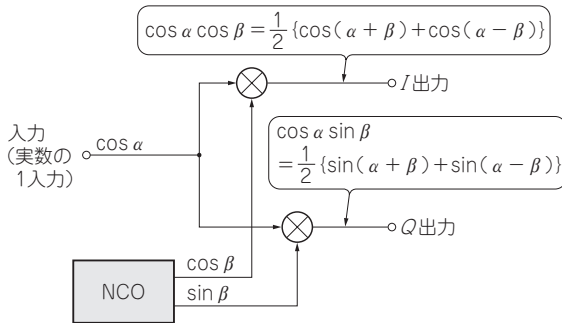 cos α cos β = 1/2 {cos( α + β )+cos( α − β )}
I出力
入力
(実数の
1入力)
cos α
cos α sin β
= 1/2 {sin( α + β )+sin( α − β )}
Q出力
cos β
NCO
sin β